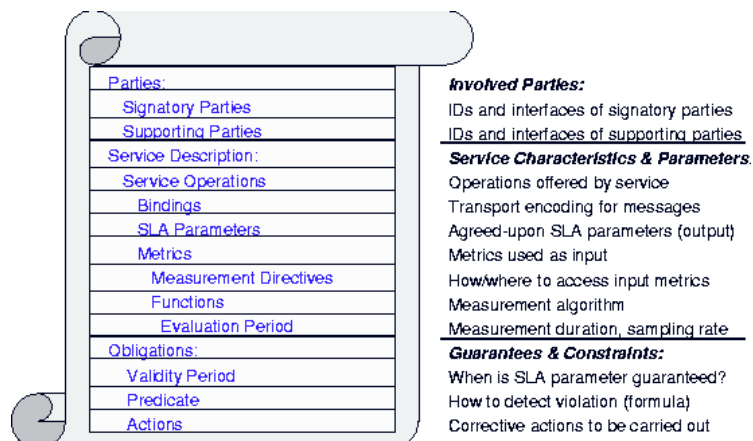 Parties:
Signatory Parties
Supporting Parties
Service Description:
Service Operations
Bindings
SLA Parameters
Metrics
Measurement Directives
Functions
Evaluation Period
Obligations:
Validity Period
Predicate
Actions
Involved Parties:
IDs and interfaces of signatory parties
IDs and interfaces of supporting parties
Service Characteristics & Parameters:
Operations offered by service
Transport encoding for messages
Agreed-upon SLA parameters (output)
Metrics used as input
How/where to access input metrics
Measurement algorithm
Measurement duration, sampling rate
Guarantees & Constraints:
When is SLA parameter guaranteed?
How to detect violation (formula)
Corrective actions to be carried out